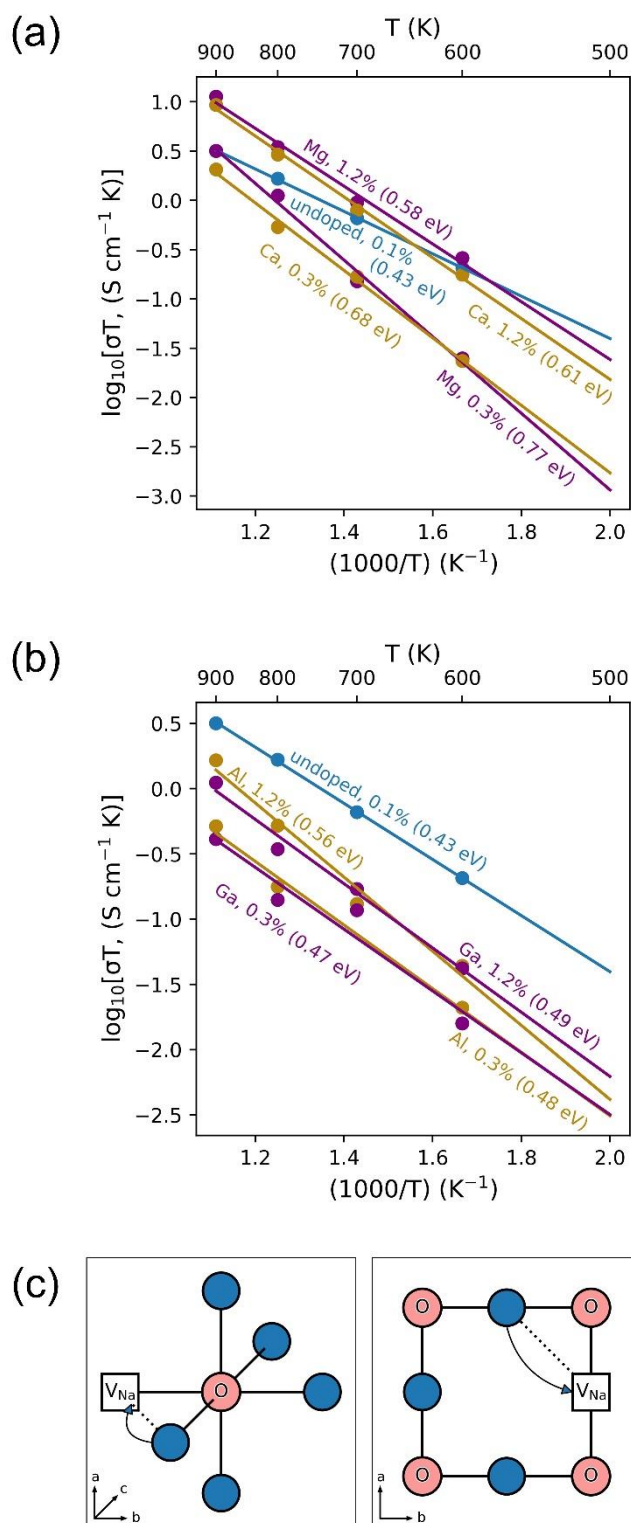 (a)
T (K)
900 800 700 600 500
1.0
0.5
0.0
−0.5
−1.0
−1.5
−2.0
−2.5
−3.0
log₁₀[σT, (S cm⁻¹ K)]
Mg, 1.2% (0.58 eV)
undoped, 0.1%
(0.43 eV)
Ca, 0.3% (0.68 eV)
Ca, 1.2% (0.61 eV)
Mg, 0.3% (0.77 eV)
1.2 1.4 1.6 1.8 2.0
(1000/T) (K⁻¹)
(b)
T (K)
900 800 700 600 500
0.5
0.0
−0.5
−1.0
−1.5
−2.0
−2.5
log₁₀[σT, (S cm⁻¹ K)]
undoped, 0.1% (0.43 eV)
Al, 1.2% (0.56 eV)
Ga, 0.3% (0.47 eV)
Ga, 1.2% (0.49 eV)
Al, 0.3% (0.48 eV)
1.2 1.4 1.6 1.8 2.0
(1000/T) (K⁻¹)
(c)
V_Na O
a
c
b
O O
V_Na
O O
a
b